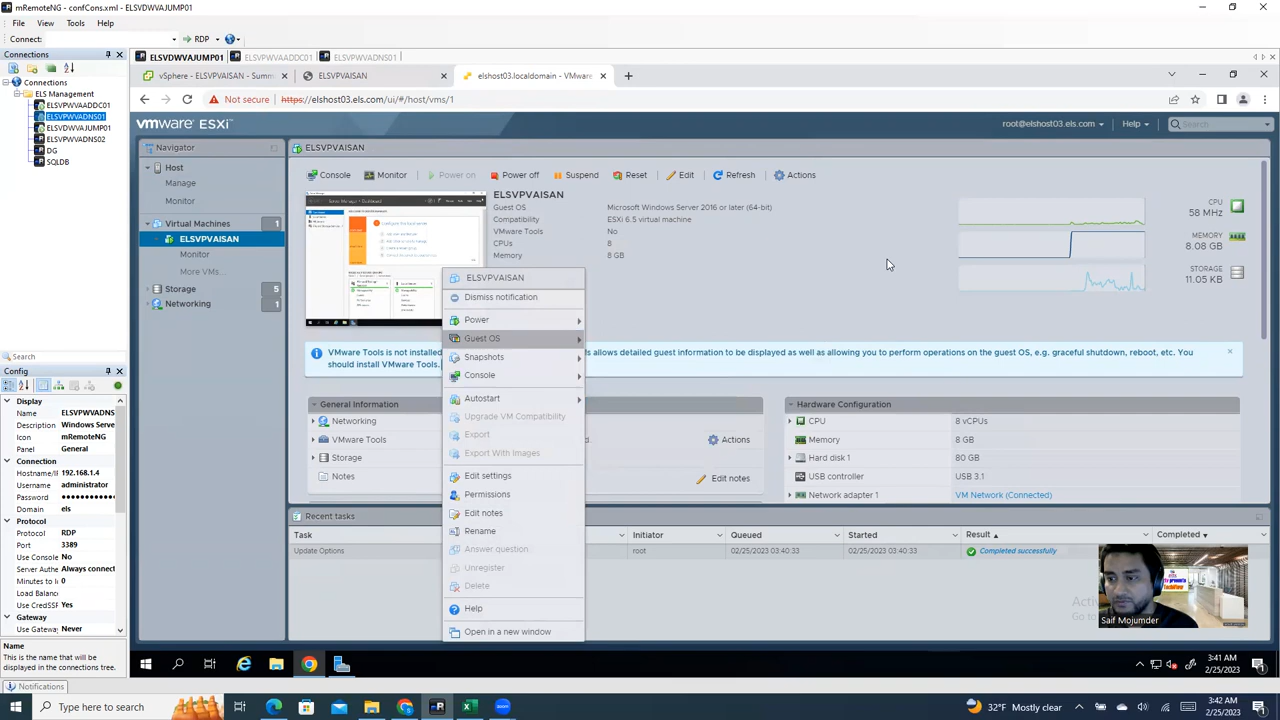 mRemoteNG - confCons.xml - ELSVDWVAJUMP01
File View Tools Help
Connect: RDP
Connections
Connections
ELS Management
ELSVPWVAADDC01
ELSVPWVADNS01
ELSVDWVAJUMP01
ELSVPWVADNS02
DG
SQLDB
Search
Config
Display
Name ELSVPWVADNS
Description Windows Serve
Icon mRemoteNG
Panel General
Connection
Hostname/IP 192.168.1.4
Username administrator
Password ••••••••••••
Domain els
Protocol
Protocol RDP
Port 3389
Use Console No
Server Authe Always connect
Minutes to Id 0
Load Balance
Use CredSSP Yes
Gateway
Use Gateway Never
Name
This is the name that will be
displayed in the connections tree.
Notifications
ELSVDWVAJUMP01 ELSVPWVAADDC01 ELSVPWVADNS01
vSphere - ELSVPVAISAN - Summ ELSVPVAISAN elshost03.localdomain - VMware
Not secure https://elshost03.els.com/ui/#/host/vms/1
vmware ESXi root@elshost03.els.com Help Search
Navigator
Host
Manage
Monitor
Virtual Machines 1
ELSVPVAISAN
Monitor
More VMs...
Storage 5
Networking 1
ELSVPVAISAN
Console Monitor Power on Power off Suspend Reset Edit Refresh Actions
ELSVPVAISAN
Guest OS Microsoft Windows Server 2016 or later (64-bit)
Compatibility ESXi 6.5 virtual machine
VMware Tools No
CPUs 8
Memory 8 GB
CPU
58 MHZ
MEMORY
8.08 GB
STORAGE
11.05 KB
ELSVPVAISAN
Dismiss notification
Power
Guest OS
Snapshots
Console
Autostart
Upgrade VM Compatibility
Export
Export With Images
Edit settings
Permissions
Edit notes
Rename
Answer question
Unregister
Delete
Help
Open in a new window
VMware Tools is not installed s allows detailed guest information to be displayed as well as allowing you to perform operations on the guest OS, e.g. graceful shutdown, reboot, etc. You
should install VMware Tools.
General Information
Networking
VMware Tools d. Actions
Storage
Notes Edit notes
Hardware Configuration
CPU 8 vCPUs
Memory 8 GB
Hard disk 1 80 GB
USB controller USB 3.1
Network adapter 1 VM Network (Connected)
Recent tasks
Task Initiator Queued Started Result Completed
Update Options root 02/25/2023 03:40:33 02/25/2023 03:40:33 Completed successfully
Saif Mojumder
3:41 AM
2/25/2023
Type here to search 32°F Mostly clear 3:42 AM
2/25/2023